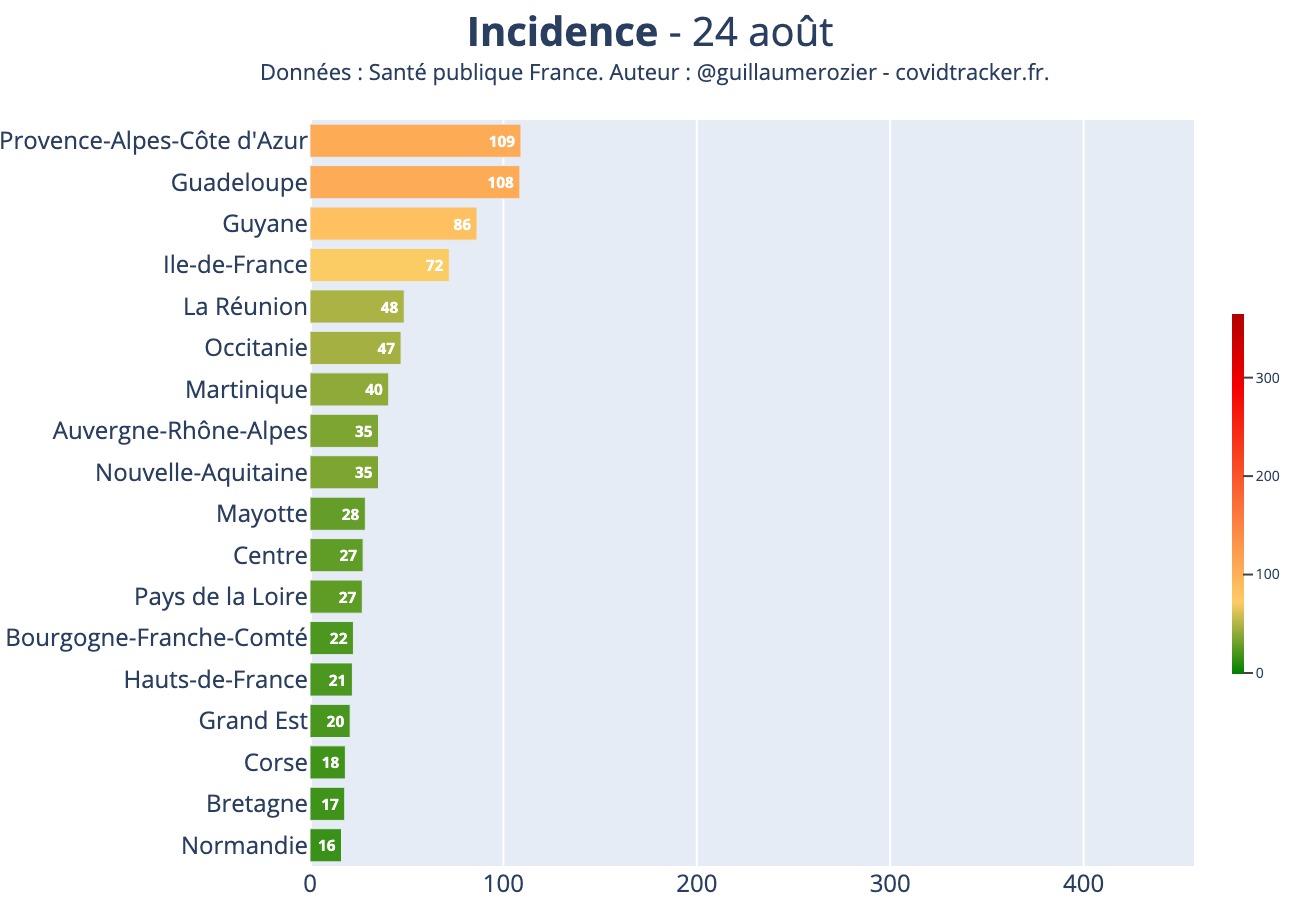 Incidence - 24 août
Données : Santé publique France. Auteur : @guillaumerozier - covidtracker.fr.
Provence-Alpes-Côte d'Azur 109
Guadeloupe 108
Guyane 86
Ile-de-France 72
La Réunion 48
Occitanie 47
Martinique 40
Auvergne-Rhône-Alpes 35
Nouvelle-Aquitaine 35
Mayotte 28
Centre 27
Pays de la Loire 27
Bourgogne-Franche-Comté 22
Hauts-de-France 21
Grand Est 20
Corse 18
Bretagne 17
Normandie 16
0 100 200 300 400
300
200
100
0